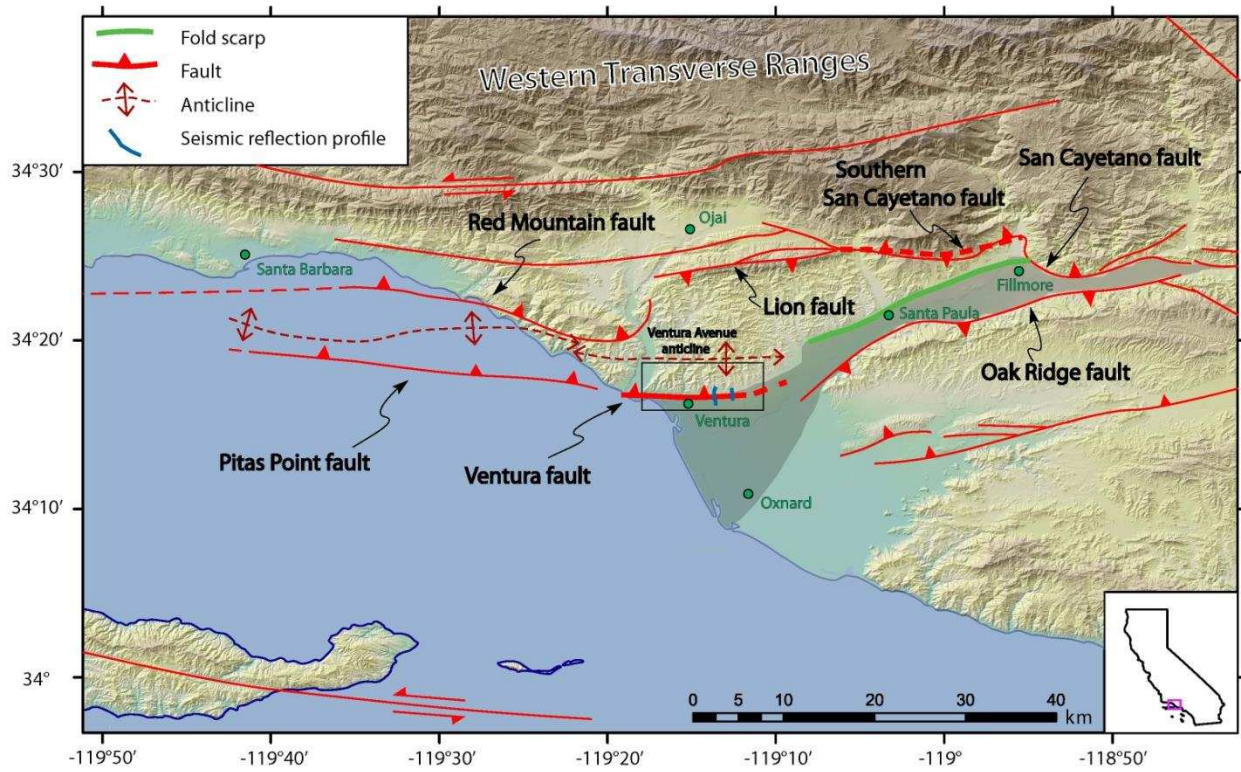 Fold scarp
Fault
Anticline
Seismic reflection profile
Western Transverse Ranges
34°30′
34°20′
34°10′
34°
San Cayetano fault
Southern
San Cayetano fault
Red Mountain fault
Ojai
Santa Barbara
Lion fault
Fillmore
Santa Paula
Ventura Avenue
anticline
Oak Ridge fault
Ventura
Pitas Point fault
Ventura fault
Oxnard
0 5 10 20 30 40
km
-119°50′
-119°40′
-119°30′
-119°20′
-119°10′
-119°
-118°50′